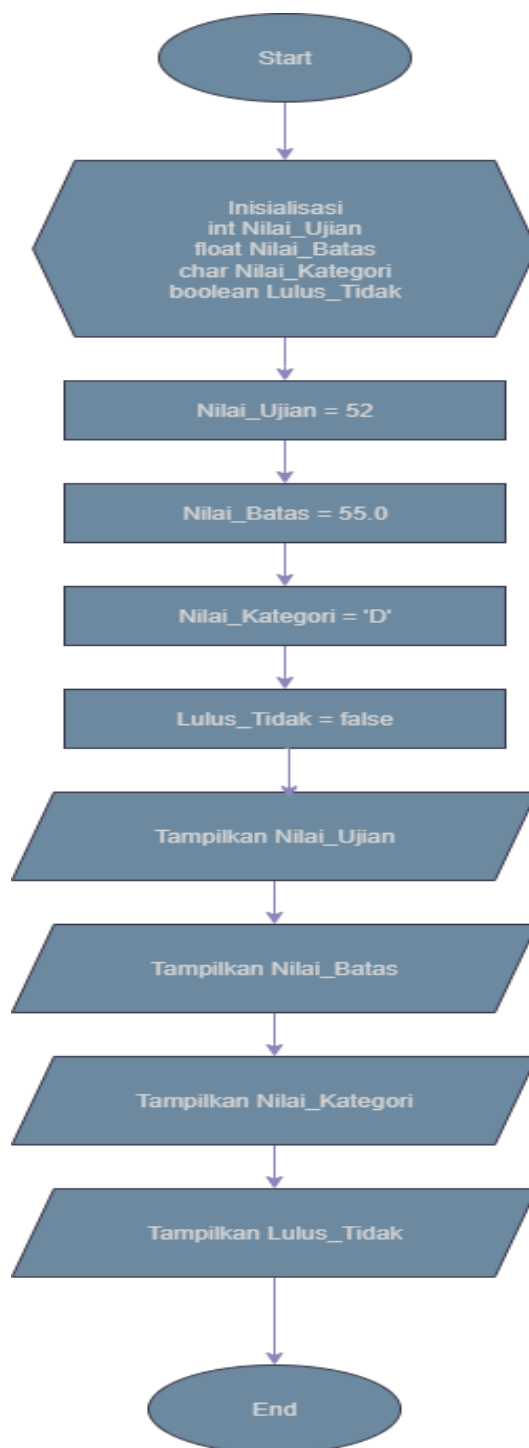 Start
Inisialisasi
int Nilai_Ujian
float Nilai_Batas
char Nilai_Kategori
boolean Lulus_Tidak
Nilai_Ujian = 52
Nilai_Batas = 55.0
Nilai_Kategori = 'D'
Lulus_Tidak = false
Tampilkan Nilai_Ujian
Tampilkan Nilai_Batas
Tampilkan Nilai_Kategori
Tampilkan Lulus_Tidak
End